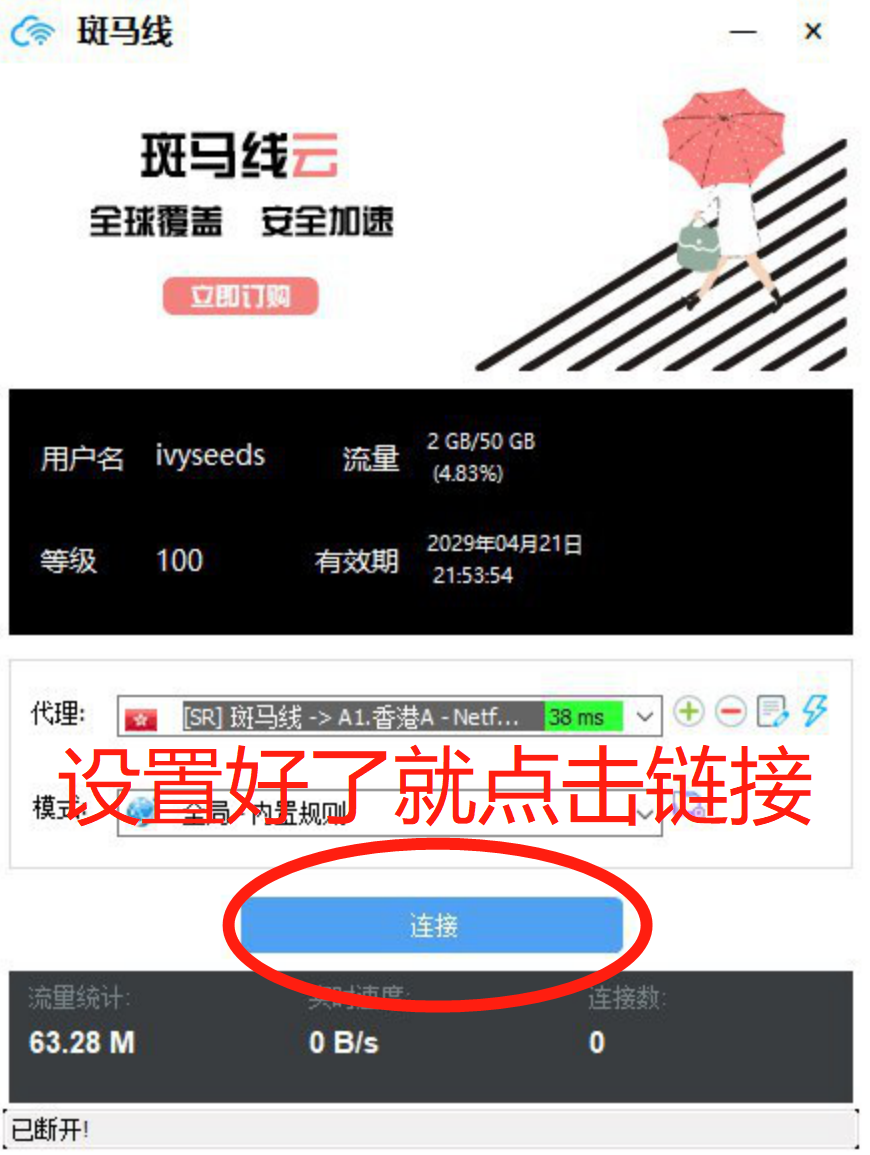 斑马线
斑马线云
全球覆盖 安全加速
立即订购
用户名 ivyseeds 流量 2 GB/50 GB
(4.83%)
等级 100 有效期 2029年04月21日
21:53:54
代理: [SR] 斑马线 -> A1.香港A - Netf... 38 ms
设置好了就点击链接
模式: 全局 - 内置规则
连接
流量统计: 实时速度: 连接数:
63.28 M 0 B/s 0
已断开!